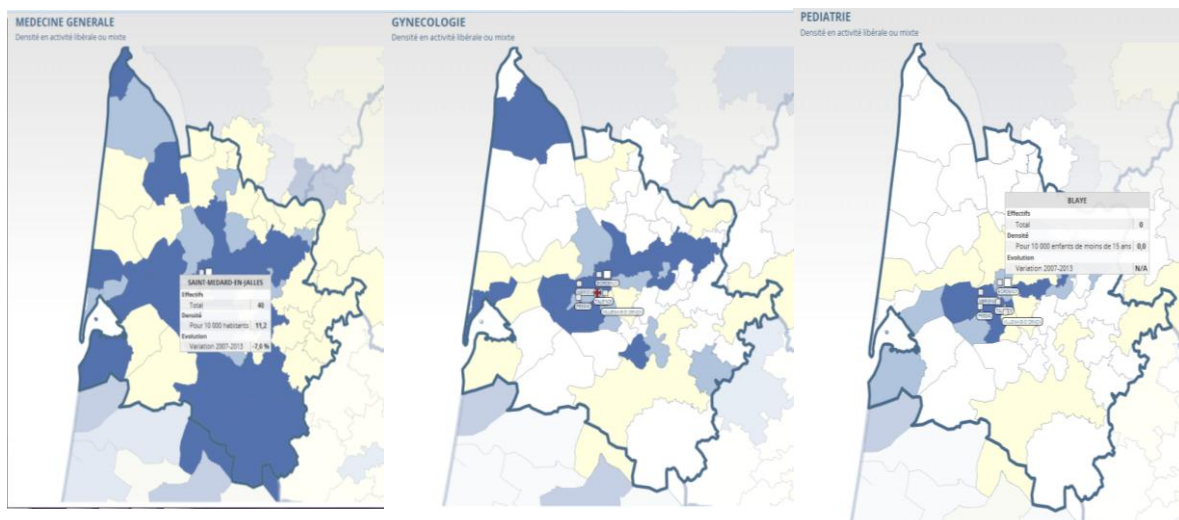 MEDECINE GENERALE
Densité en activité libérale ou mixte
SAINT-MEDARD-EN-JALLES
Effectifs
Total 40
Densité
Pour 10 000 habitants 11,2
Evolution
Variation 2007-2013 -7,0 %
GYNECOLOGIE
Densité en activité libérale ou mixte
PEDIATRIE
Densité en activité libérale ou mixte
BLAYE
Effectifs
Total 0
Densité
Pour 10 000 enfants de moins de 15 ans 0,0
Evolution
Variation 2007-2013 N/A